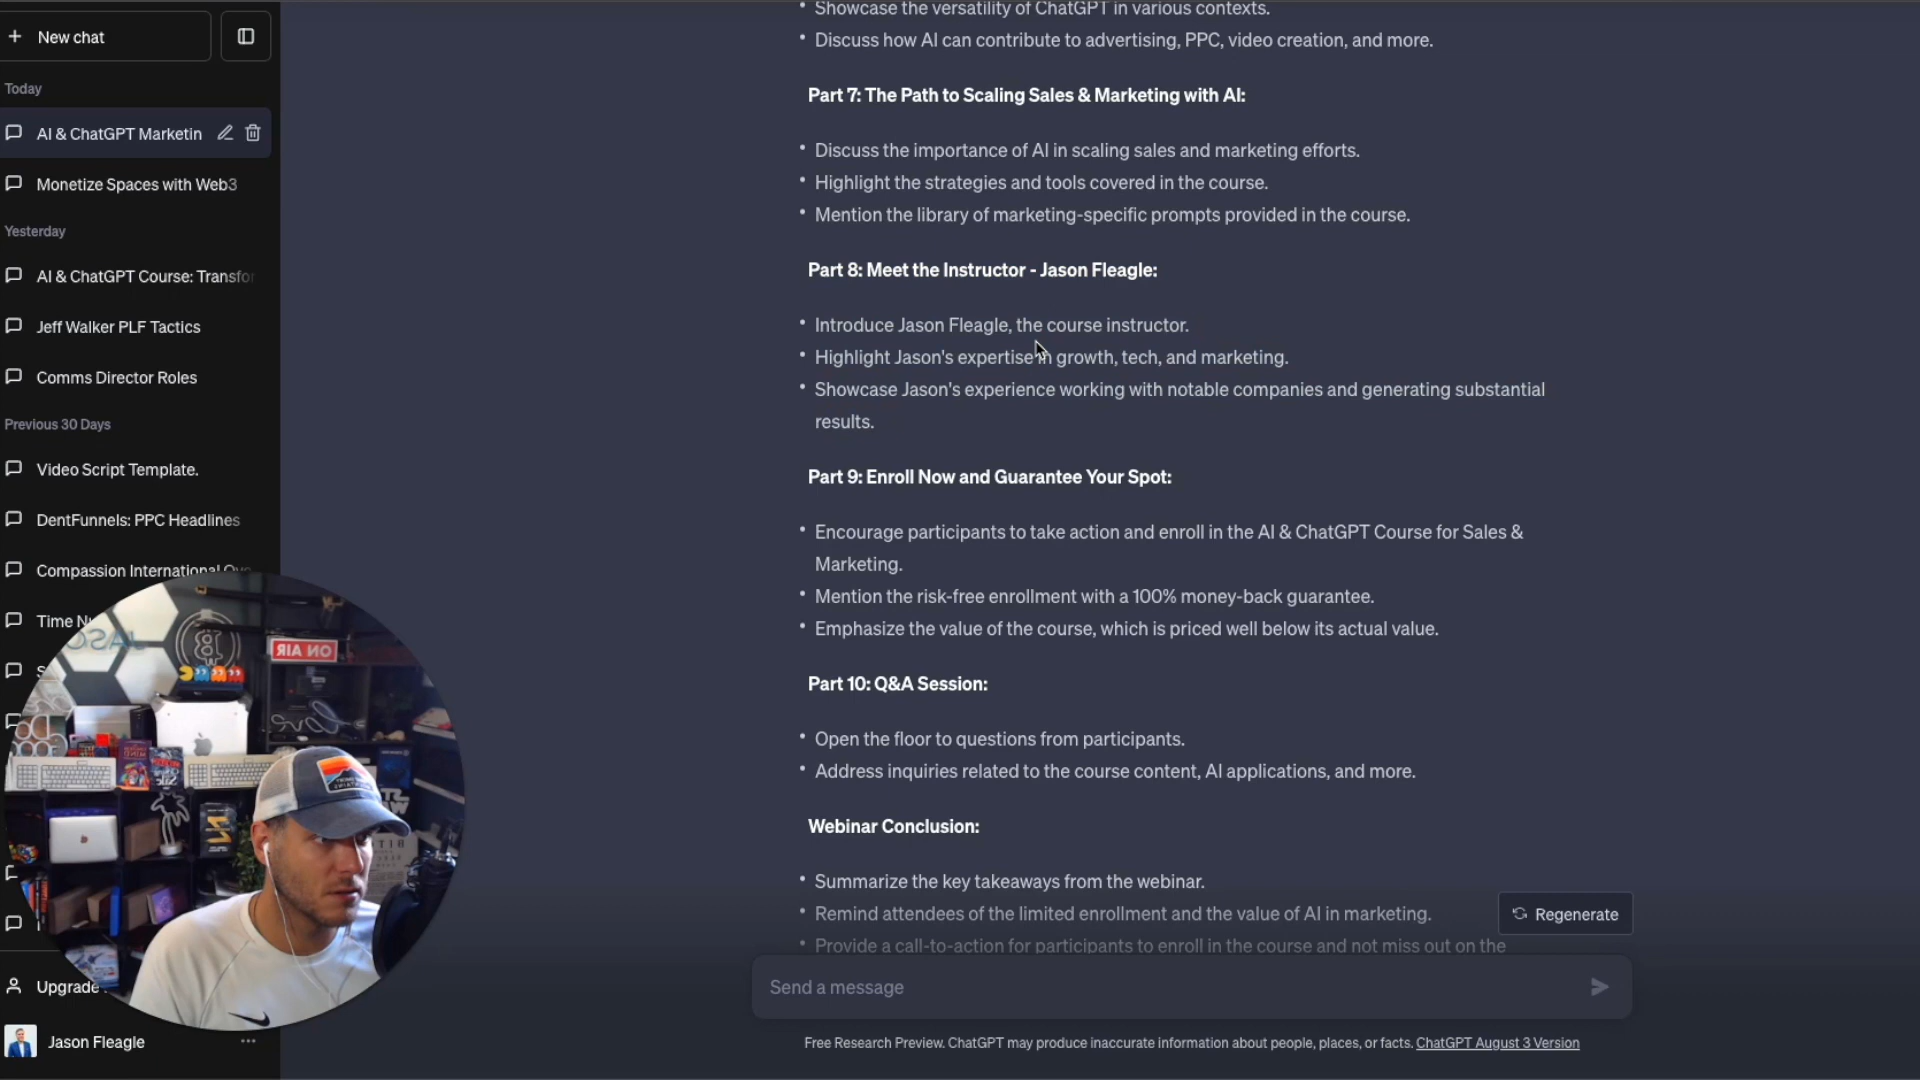 New chat
Today
AI & ChatGPT Marketin
Monetize Spaces with Web3
Yesterday
AI & ChatGPT Course: Transfo
Jeff Walker PLF Tactics
Comms Director Roles
Previous 30 Days
Video Script Template.
DentFunnels: PPC Headlines
Compassion International
Time
Upgrade
Jason Fleagle
Showcase the versatility of ChatGPT in various contexts.
Discuss how AI can contribute to advertising, PPC, video creation, and more.
Part 7: The Path to Scaling Sales & Marketing with AI:
Discuss the importance of AI in scaling sales and marketing efforts.
Highlight the strategies and tools covered in the course.
Mention the library of marketing-specific prompts provided in the course.
Part 8: Meet the Instructor - Jason Fleagle:
Introduce Jason Fleagle, the course instructor.
Highlight Jason's expertise in growth, tech, and marketing.
Showcase Jason's experience working with notable companies and generating substantial
results.
Part 9: Enroll Now and Guarantee Your Spot:
Encourage participants to take action and enroll in the AI & ChatGPT Course for Sales &
Marketing.
Mention the risk-free enrollment with a 100% money-back guarantee.
Emphasize the value of the course, which is priced well below its actual value.
Part 10: Q&A Session:
Open the floor to questions from participants.
Address inquiries related to the course content, AI applications, and more.
Webinar Conclusion:
Summarize the key takeaways from the webinar.
Remind attendees of the limited enrollment and the value of AI in marketing.
Provide a call-to-action for participants to enroll in the course and not miss out on the
Regenerate
Send a message
Free Research Preview. ChatGPT may produce inaccurate information about people, places, or facts. ChatGPT August 3 Version
ON AIR